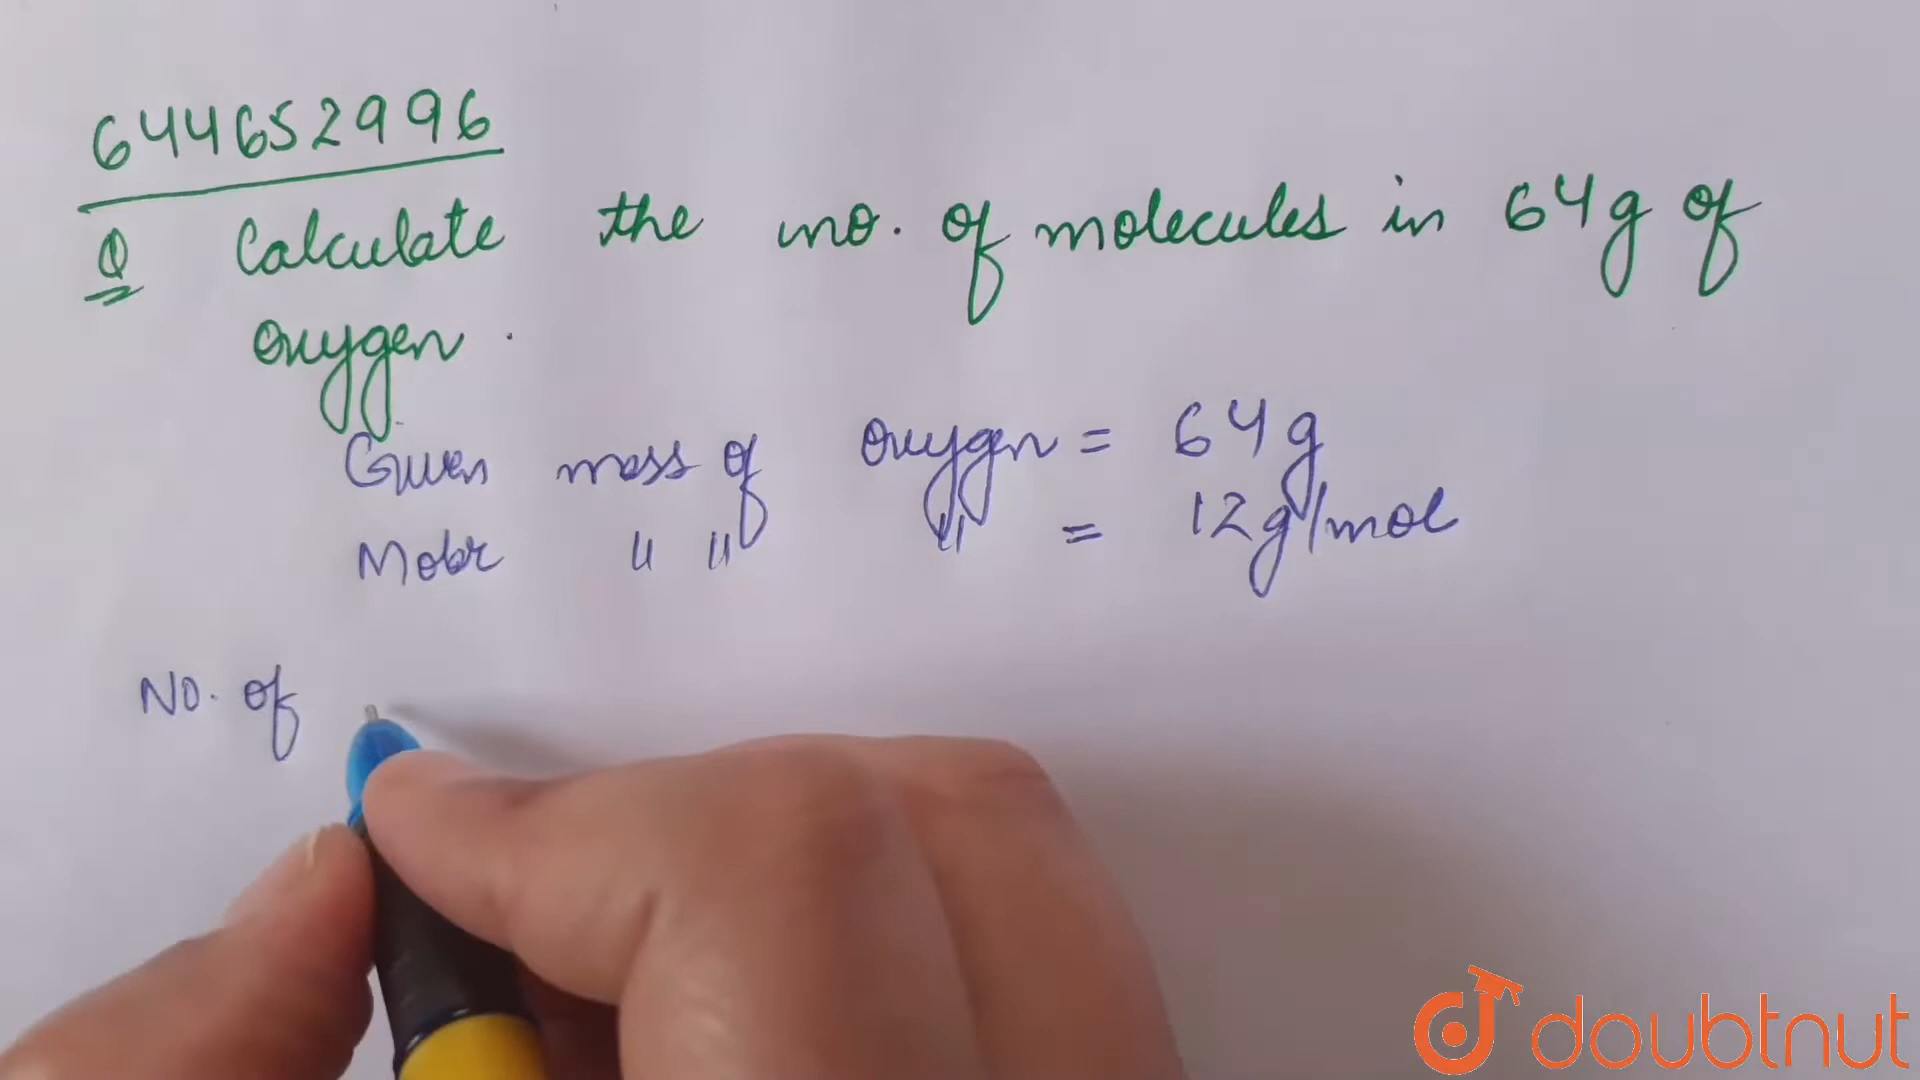 644652996
Q Calculate the no. of molecules in 64g of
oxygen.
Given mass of oxygen = 64g
Molar " " " = 12g/mol
No. of
doubtnut